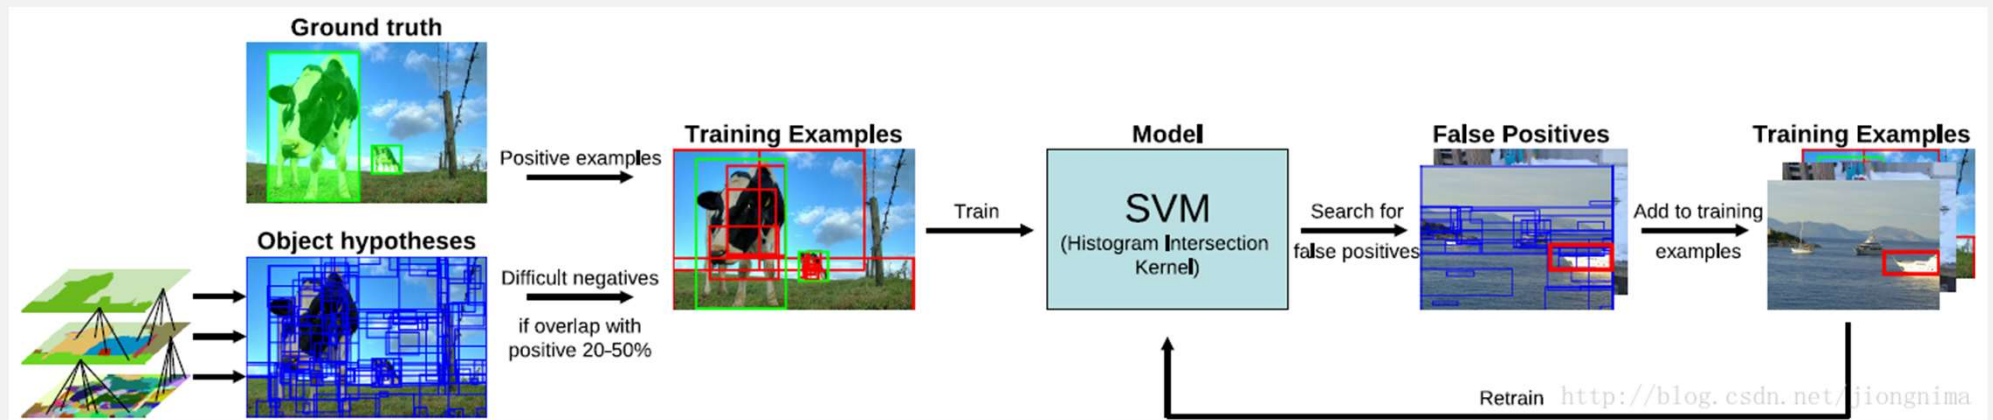 Ground truth
Positive examples
Object hypotheses
Difficult negatives
if overlap with
positive 20-50%
Training Examples
Train
Model
SVM
(Histogram Intersection
Kernel)
Search for
false positives
False Positives
Add to training
examples
Training Examples
Retrain
http://blog.csdn.net/jiongnima